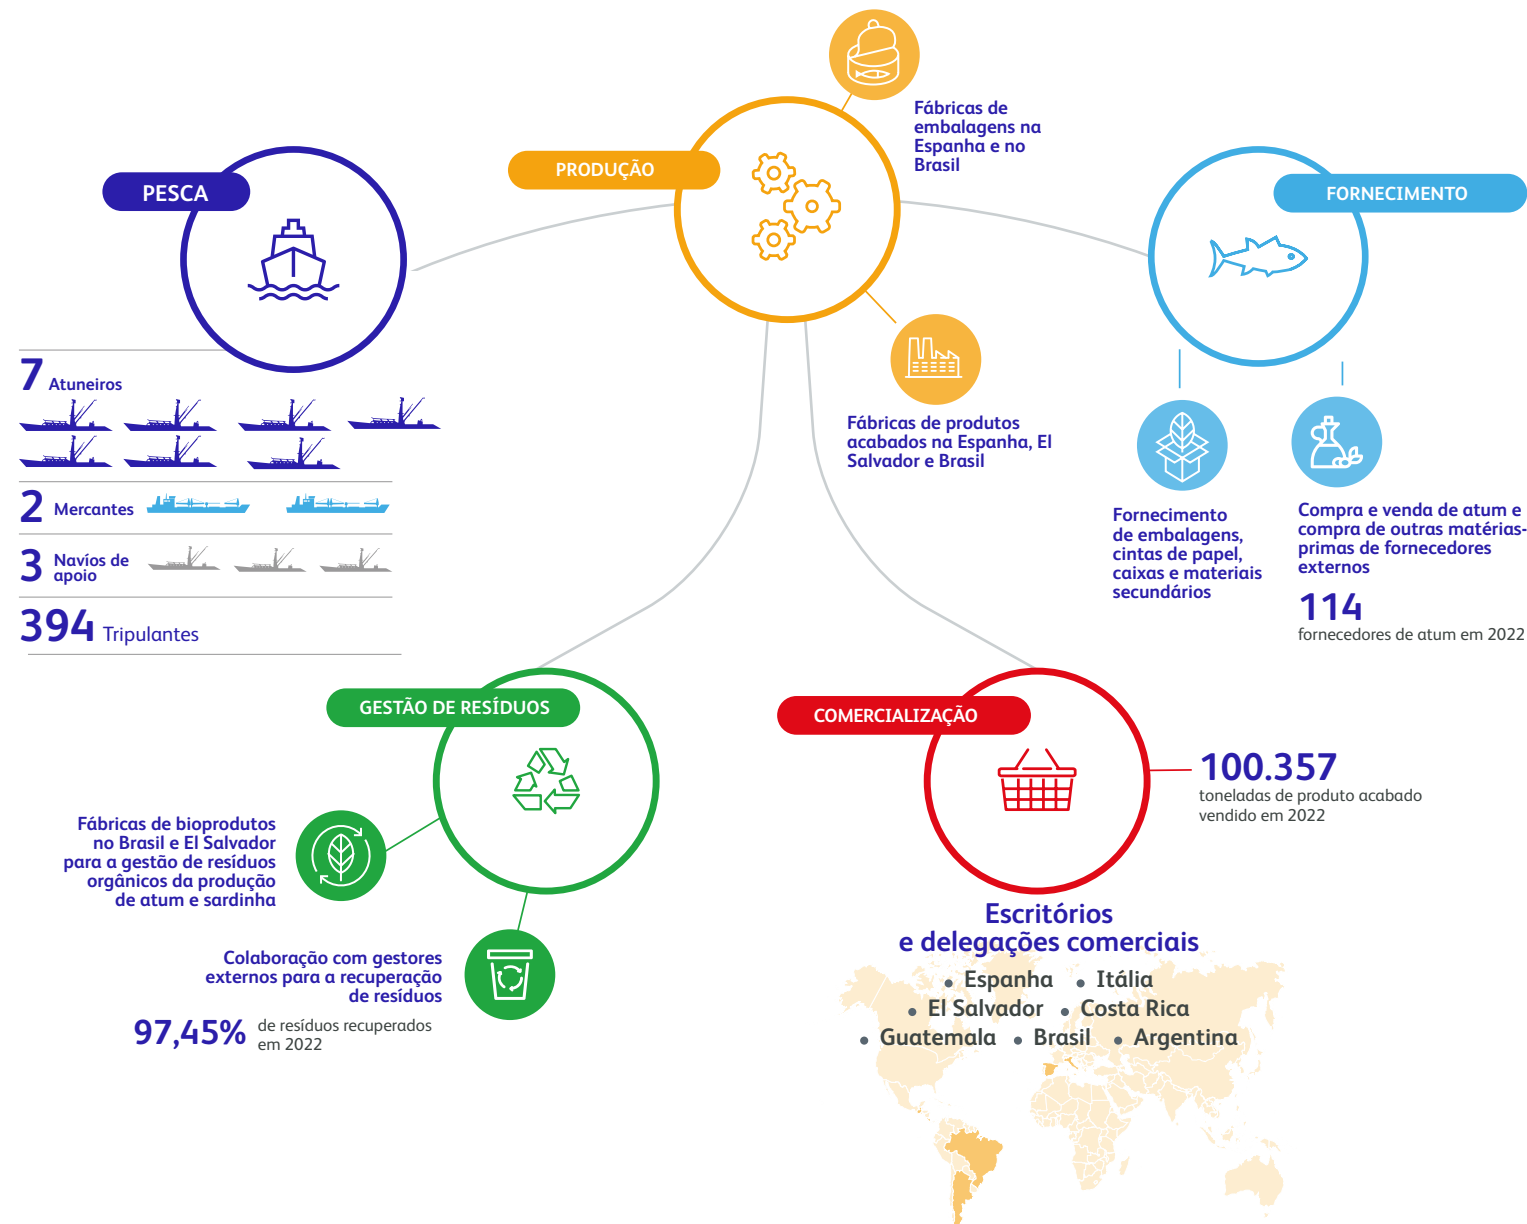 PESCA
7 Atuneiros
2 Mercantes
3 Navíos de
apoio
394 Tripulantes
PRODUÇÃO
Fábricas de
embalagens na
Espanha e no
Brasil
Fábricas de produtos
acabados na Espanha, El
Salvador e Brasil
FORNECIMENTO
Fornecimento
de embalagens,
cintas de papel,
caixas e materiais
secundários
Compra e venda de atum e
compra de outras matérias-
primas de fornecedores
externos
114
fornecedores de atum em 2022
GESTÃO DE RESÍDUOS
Fábricas de bioprodutos
no Brasil e El Salvador
para a gestão de resíduos
orgânicos da produção
de atum e sardinha
Colaboração com gestores
externos para a recuperação
de resíduos
97,45% de resíduos recuperados
em 2022
COMERCIALIZAÇÃO
100.357
toneladas de produto acabado
vendido em 2022
Escritórios
e delegações comerciais
• Espanha • Itália
• El Salvador • Costa Rica
• Guatemala • Brasil • Argentina